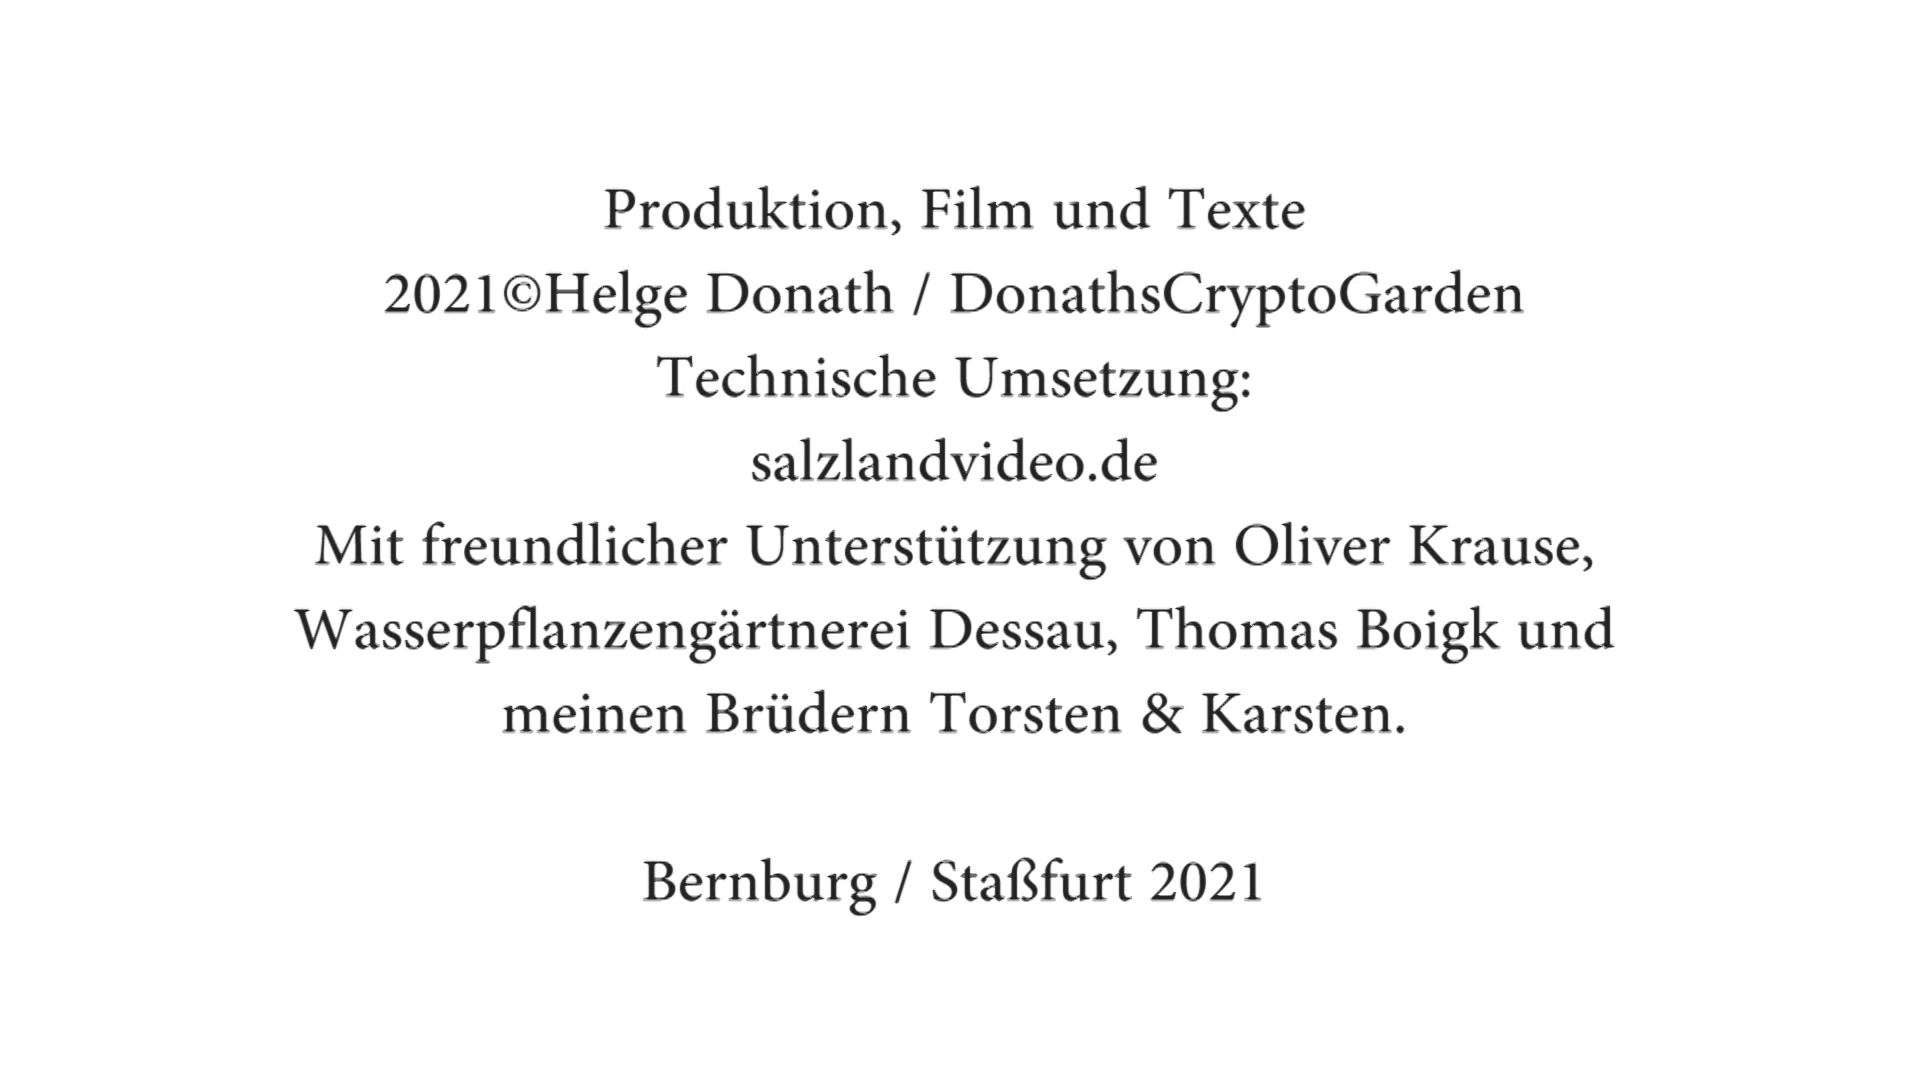 Produktion, Film und Texte
2021©Helge Donath / DonathsCryptoGarden
Technische Umsetzung:
salzlandvideo.de
Mit freundlicher Unterstützung von Oliver Krause,
Wasserpflanzengärtnerei Dessau, Thomas Boigk und
meinen Brüdern Torsten & Karsten.
Bernburg / Staßfurt 2021